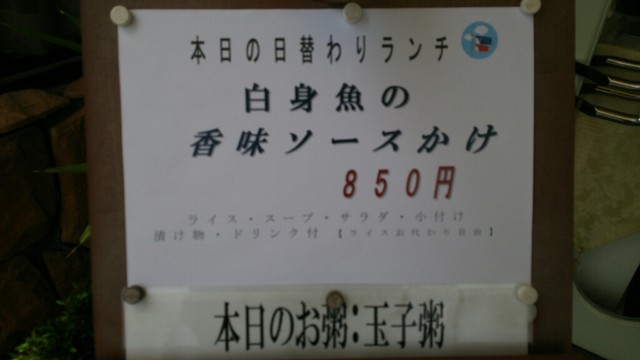 本日の日替わりランチ
白身魚の
香味ソースかけ
850円
ライス・スープ・サラダ・小付け
漬け物・ドリンク付 【ライスお代わり自由】
本日のお粥:玉子粥